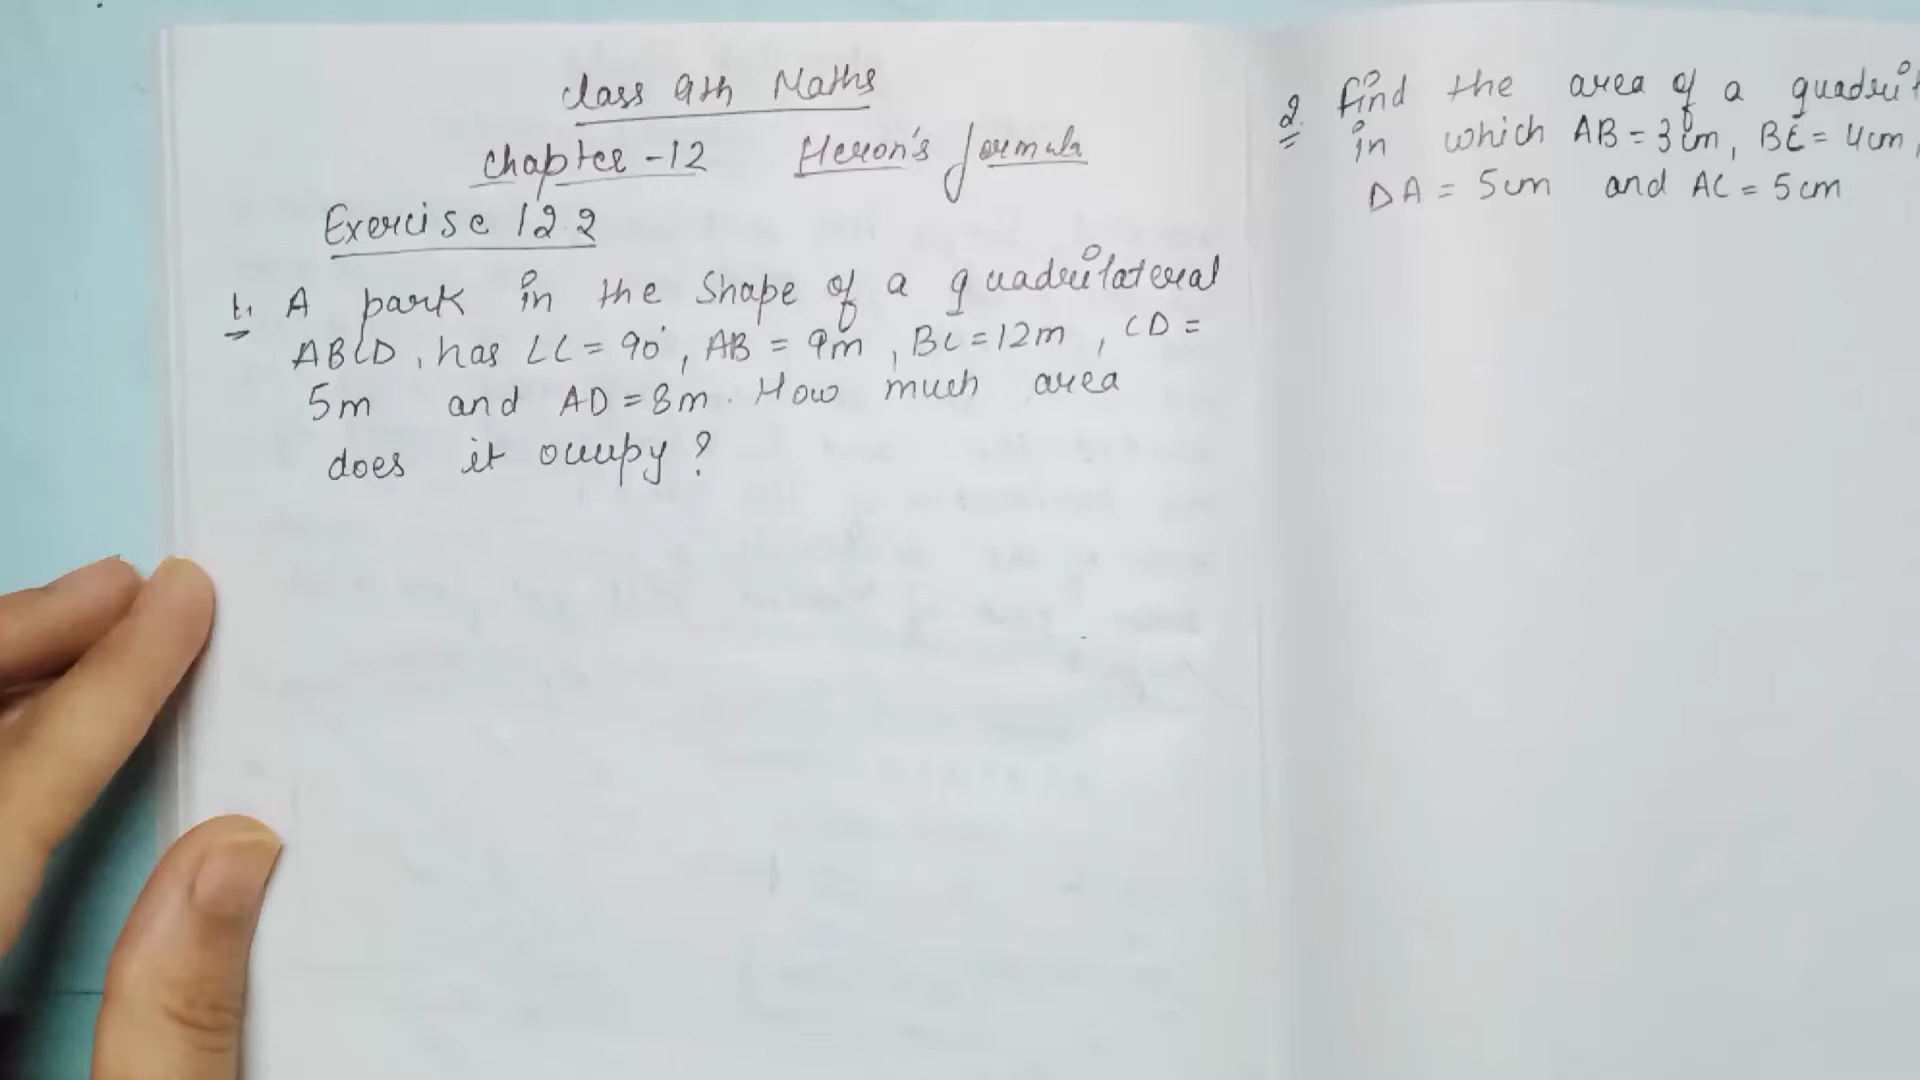 Class 9th Maths
Chapter - 12 Heron's formula
Exercise 12.2
1. A park in the shape of a quadrilateral
ABCD, has ∠C = 90°, AB = 9m, BC = 12m, CD =
5m and AD = 8m. How much area
does it occupy?
2. find the area of a
in which AB = 3cm, BC = 4cm,
DA = 5cm and AC = 5cm